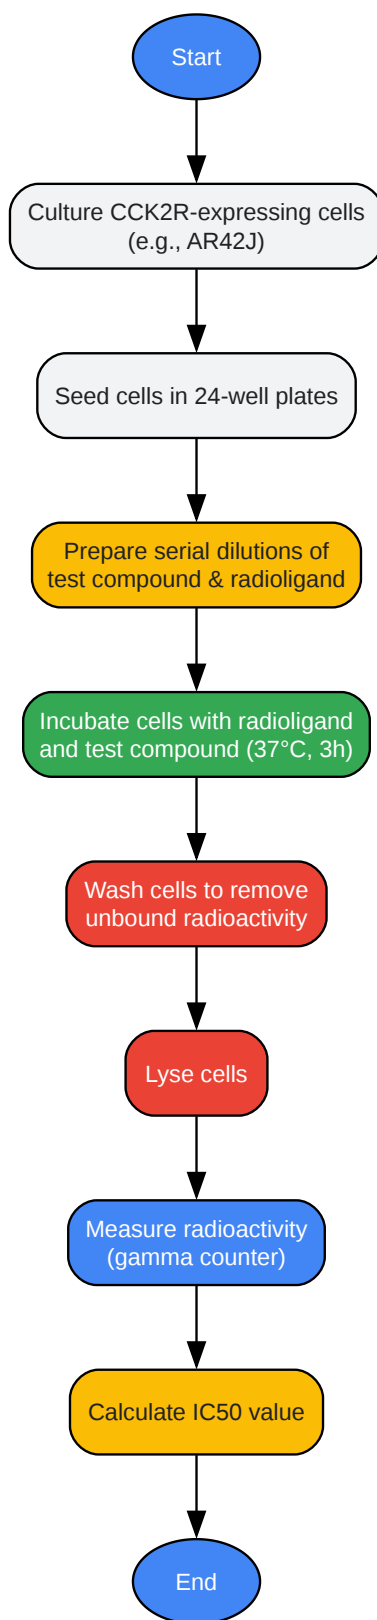 Start
Culture CCK2R-expressing cells
(e.g., AR42J)
Seed cells in 24-well plates
Prepare serial dilutions of
test compound & radioligand
Incubate cells with radioligand
and test compound (37°C, 3h)
Wash cells to remove
unbound radioactivity
Lyse cells
Measure radioactivity
(gamma counter)
Calculate IC50 value
End